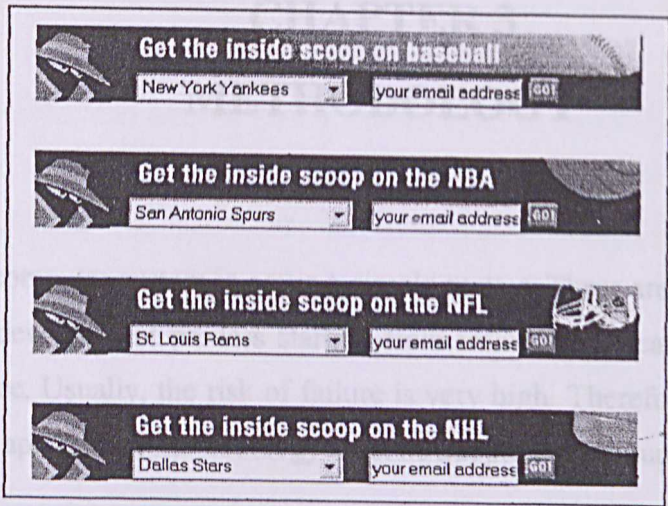 Get the inside scoop on baseball
New York Yankees your email address GO!
Get the inside scoop on the NBA
San Antonio Spurs your email address GO!
Get the inside scoop on the NFL
St. Louis Rams your email address GO!
Get the inside scoop on the NHL
Dallas Stars your email address GO!